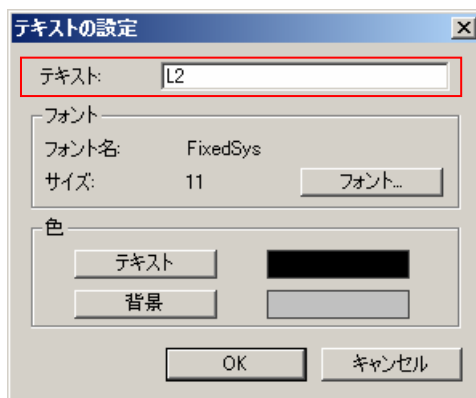 テキストの設定
テキスト: L2
フォント
フォント名: FixedSys
サイズ: 11 フォント...
色
テキスト
背景
OK キャンセル